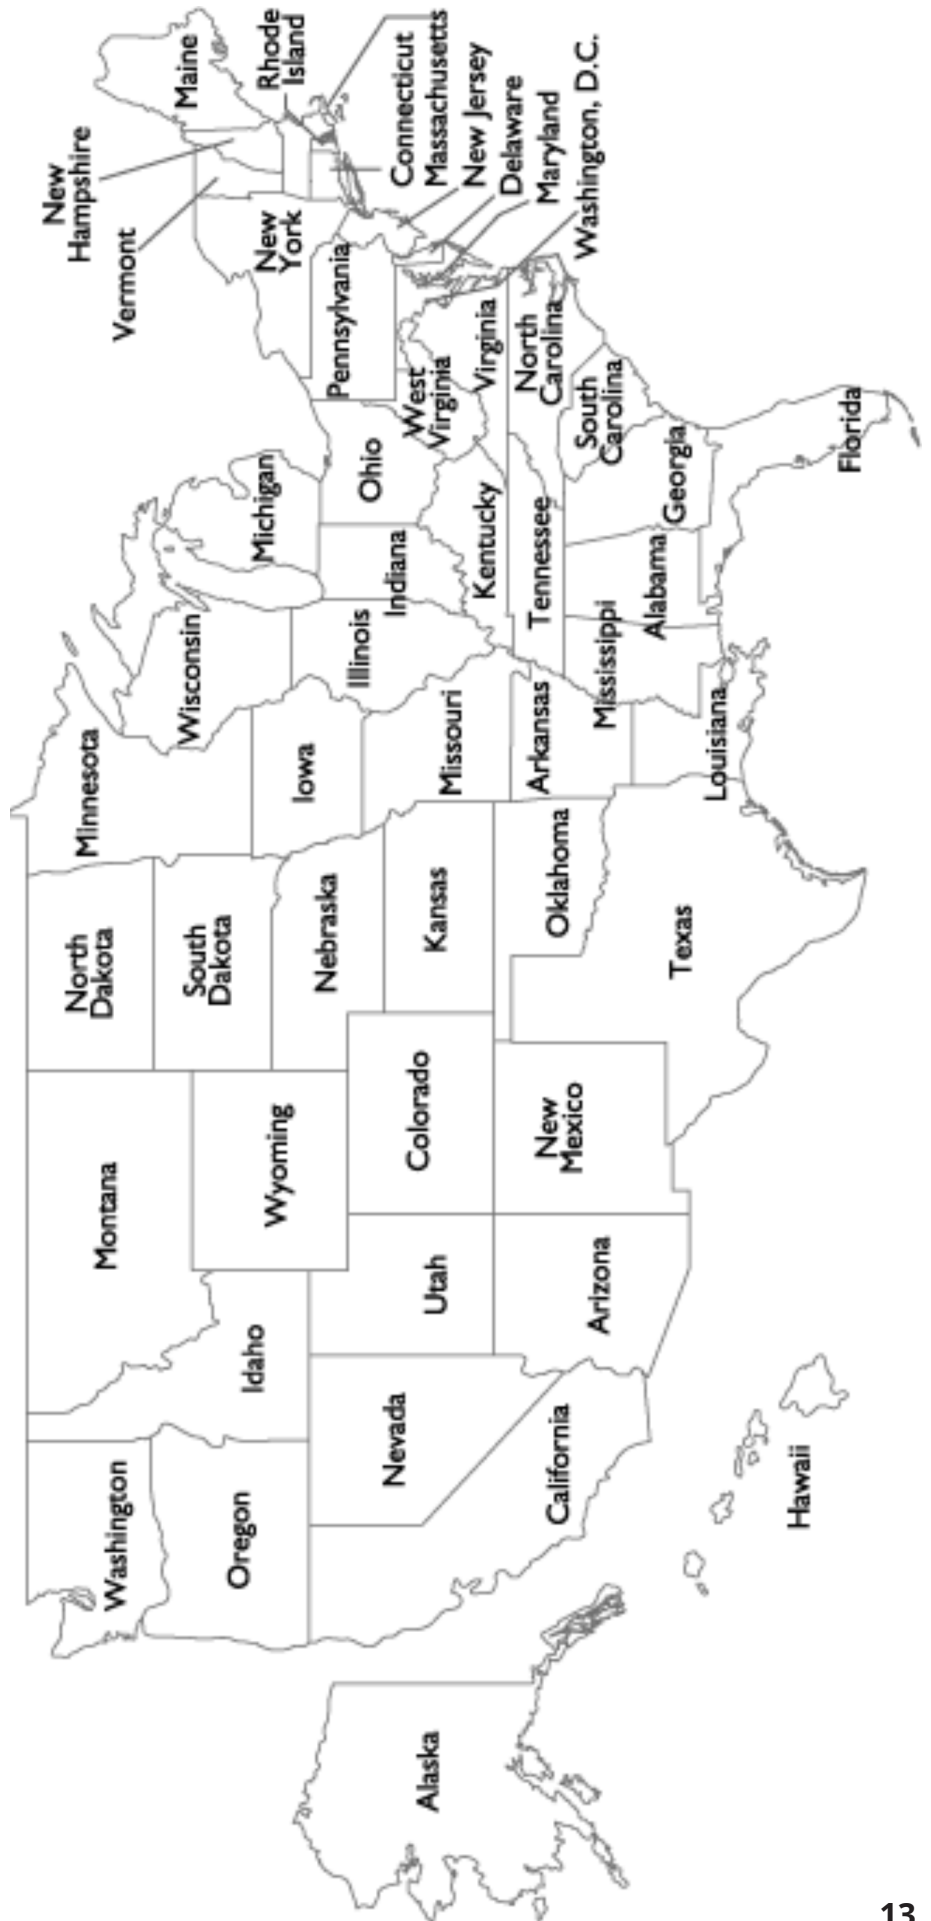 Maine
New
Hampshire
Vermont
Rhode
Island
New
York
Connecticut
Massachusetts
New Jersey
Delaware
Maryland
Washington, D.C.
Pennsylvania
West
Virginia
Virginia
North
Carolina
South
Carolina
Georgia
Florida
Ohio
Michigan
Indiana
Kentucky
Tennessee
Alabama
Mississippi
Wisconsin
Illinois
Minnesota
Iowa
Missouri
Arkansas
Louisiana
North
Dakota
South
Dakota
Nebraska
Kansas
Oklahoma
Texas
Montana
Wyoming
Colorado
New
Mexico
Idaho
Utah
Arizona
Washington
Oregon
Nevada
California
Alaska
Hawaii
13